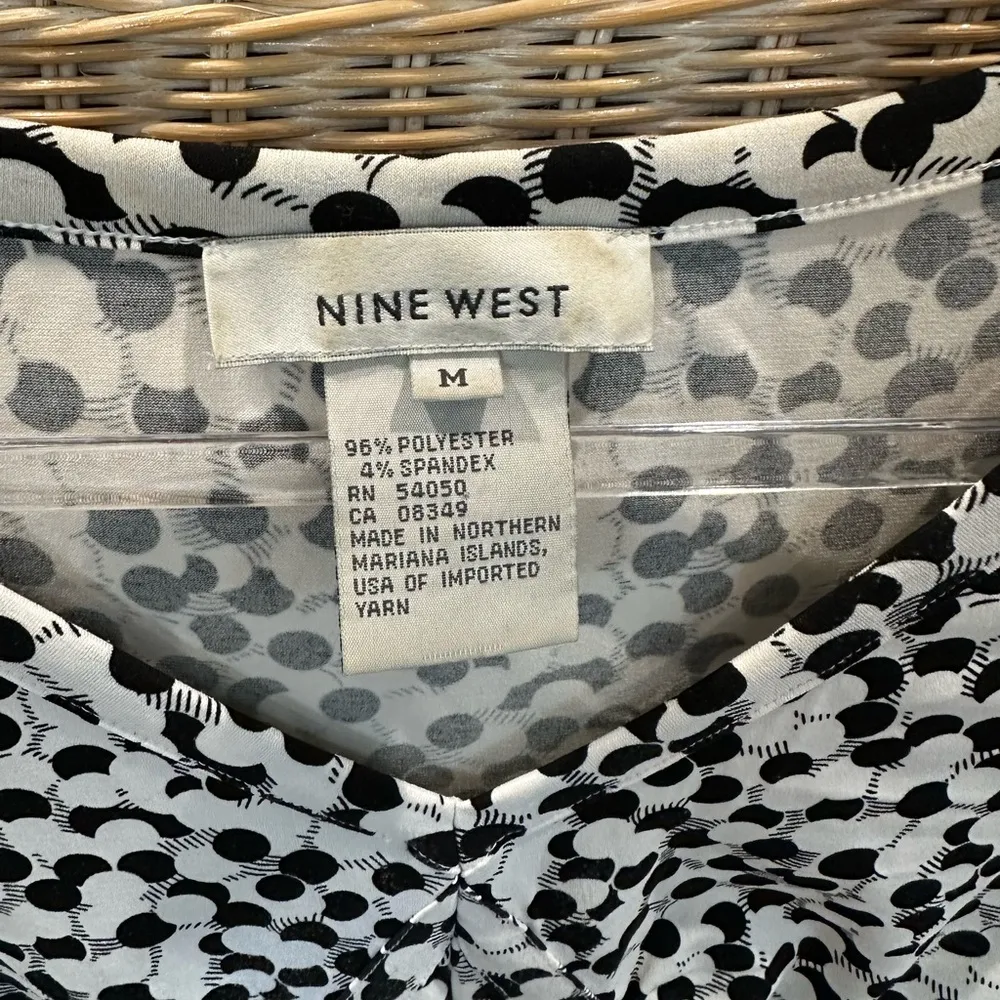 NINE WEST
M
96% POLYESTER
4% SPANDEX
RN 54050
CA 08349
MADE IN NORTHERN
MARIANA ISLANDS,
USA OF IMPORTED
YARN